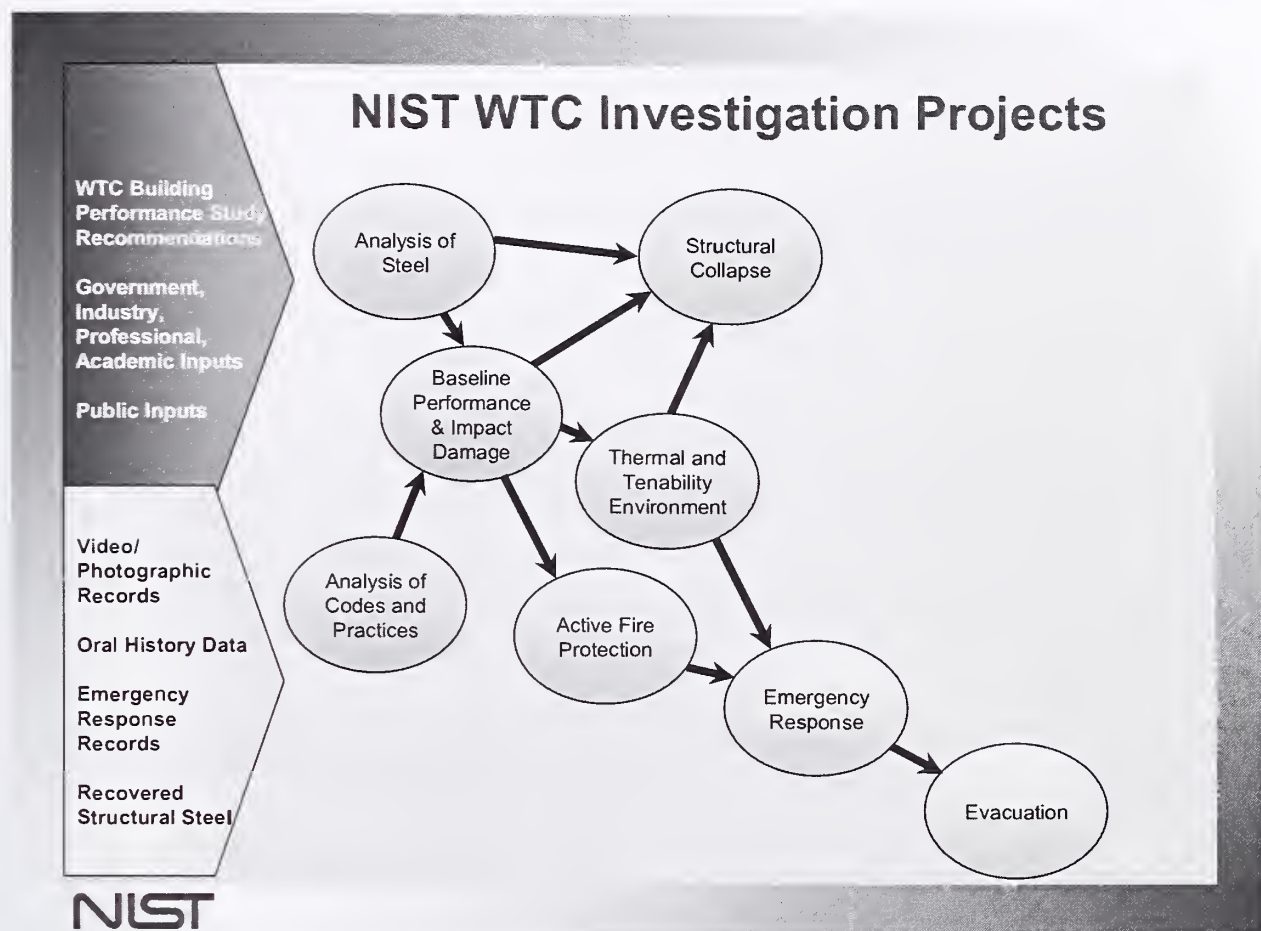 NIST WTC Investigation Projects
WTC Building
Performance Study
Recommendations
Government,
Industry,
Professional,
Academic Inputs
Public Inputs
Video/
Photographic
Records
Oral History Data
Emergency
Response
Records
Recovered
Structural Steel
Analysis of
Steel
Structural
Collapse
Baseline
Performance
& Impact
Damage
Thermal and
Tenability
Environment
Analysis of
Codes and
Practices
Active Fire
Protection
Emergency
Response
Evacuation
NIST